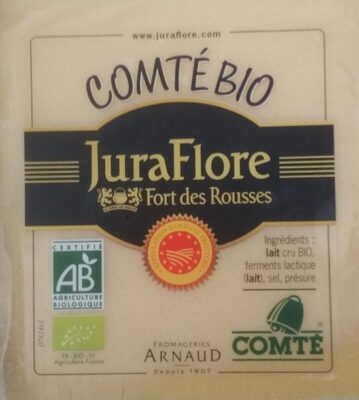 www.juraflore.com
COMTÉ BIO
JuraFlore
Fort des Rousses
CERTIFIÉ
AB
AGRICULTURE
BIOLOGIQUE
FR - BIO - 01
Agriculture France
Ingrédients :
lait cru BIO,
ferments lactique
(lait), sel, présure
FROMAGERIES
ARNAUD
Depuis 1907
COMTÉ